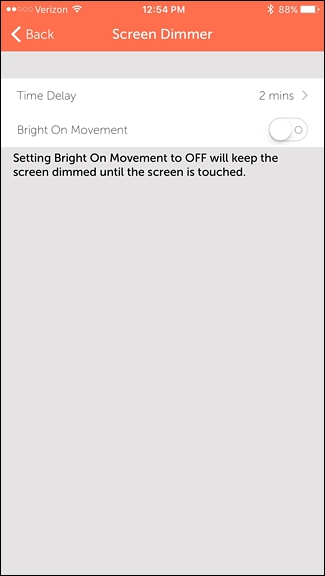 Verizon 12:54 PM 88%
Back Screen Dimmer
Time Delay 2 mins
Bright On Movement
Setting Bright On Movement to OFF will keep the
screen dimmed until the screen is touched.